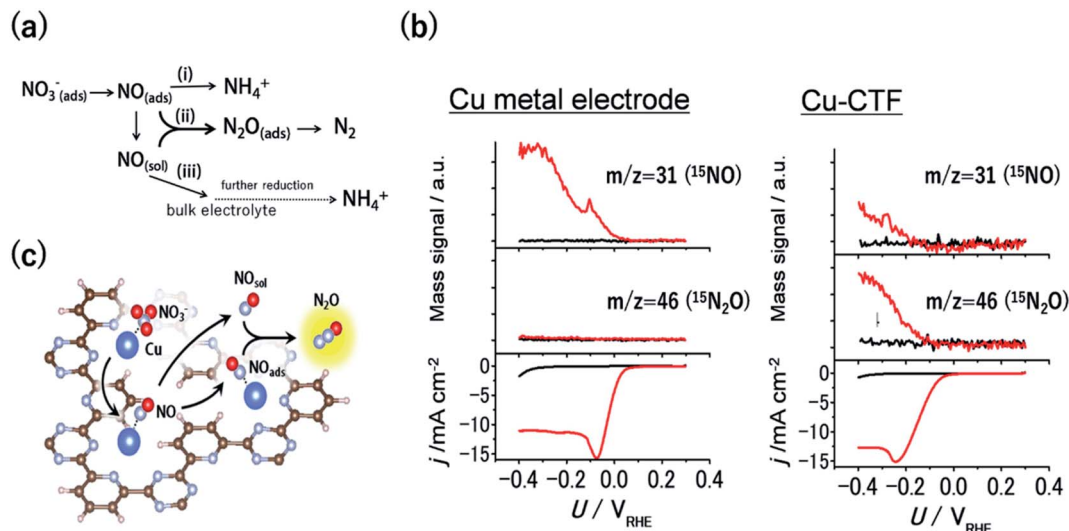 (a)
NO3-(ads) → NO(ads) (i) → NH4+
(ii) → N2O(ads) → N2
NO(sol) (iii)
further reduction
bulk electrolyte
NH4+
(b)
Cu metal electrode
Mass signal / a.u.
m/z=31 (15NO)
m/z=46 (15N2O)
j /mA cm-2
0
−5
−10
−15
−0.4 −0.2 0.0 0.2 0.4
U / VRHE
Cu-CTF
Mass signal / a.u.
m/z=31 (15NO)
m/z=46 (15N2O)
j /mA cm-2
0
−5
−10
−15
−0.4 −0.2 0.0 0.2 0.4
U / VRHE
(c)
NOsol
N2O
NO3-
Cu
NOads
NO